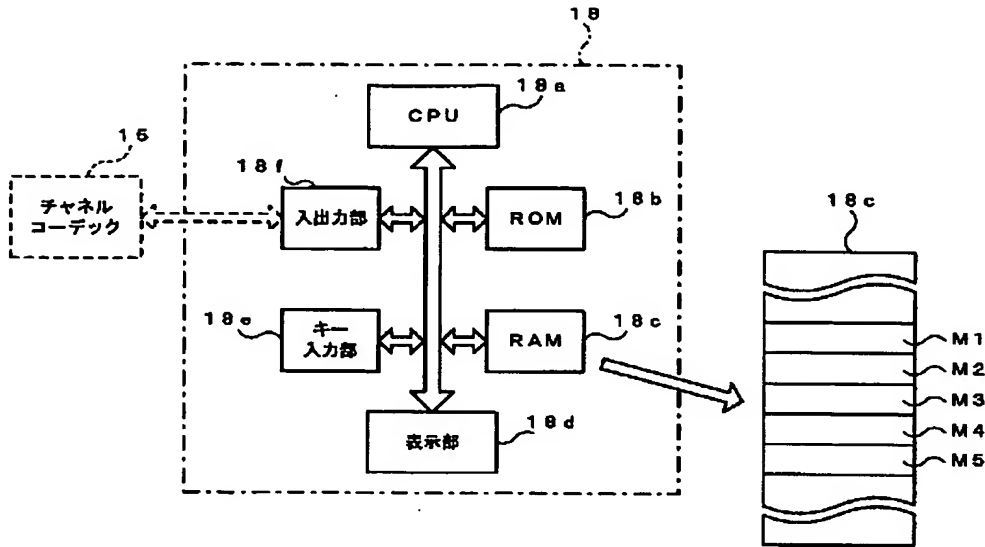 18
18a
CPU
15
18f
チャネル
コーデック
入出力部
ROM
18b
18c
18e
キー
入力部
RAM
18c
M1
M2
M3
M4
M5
表示部
18d